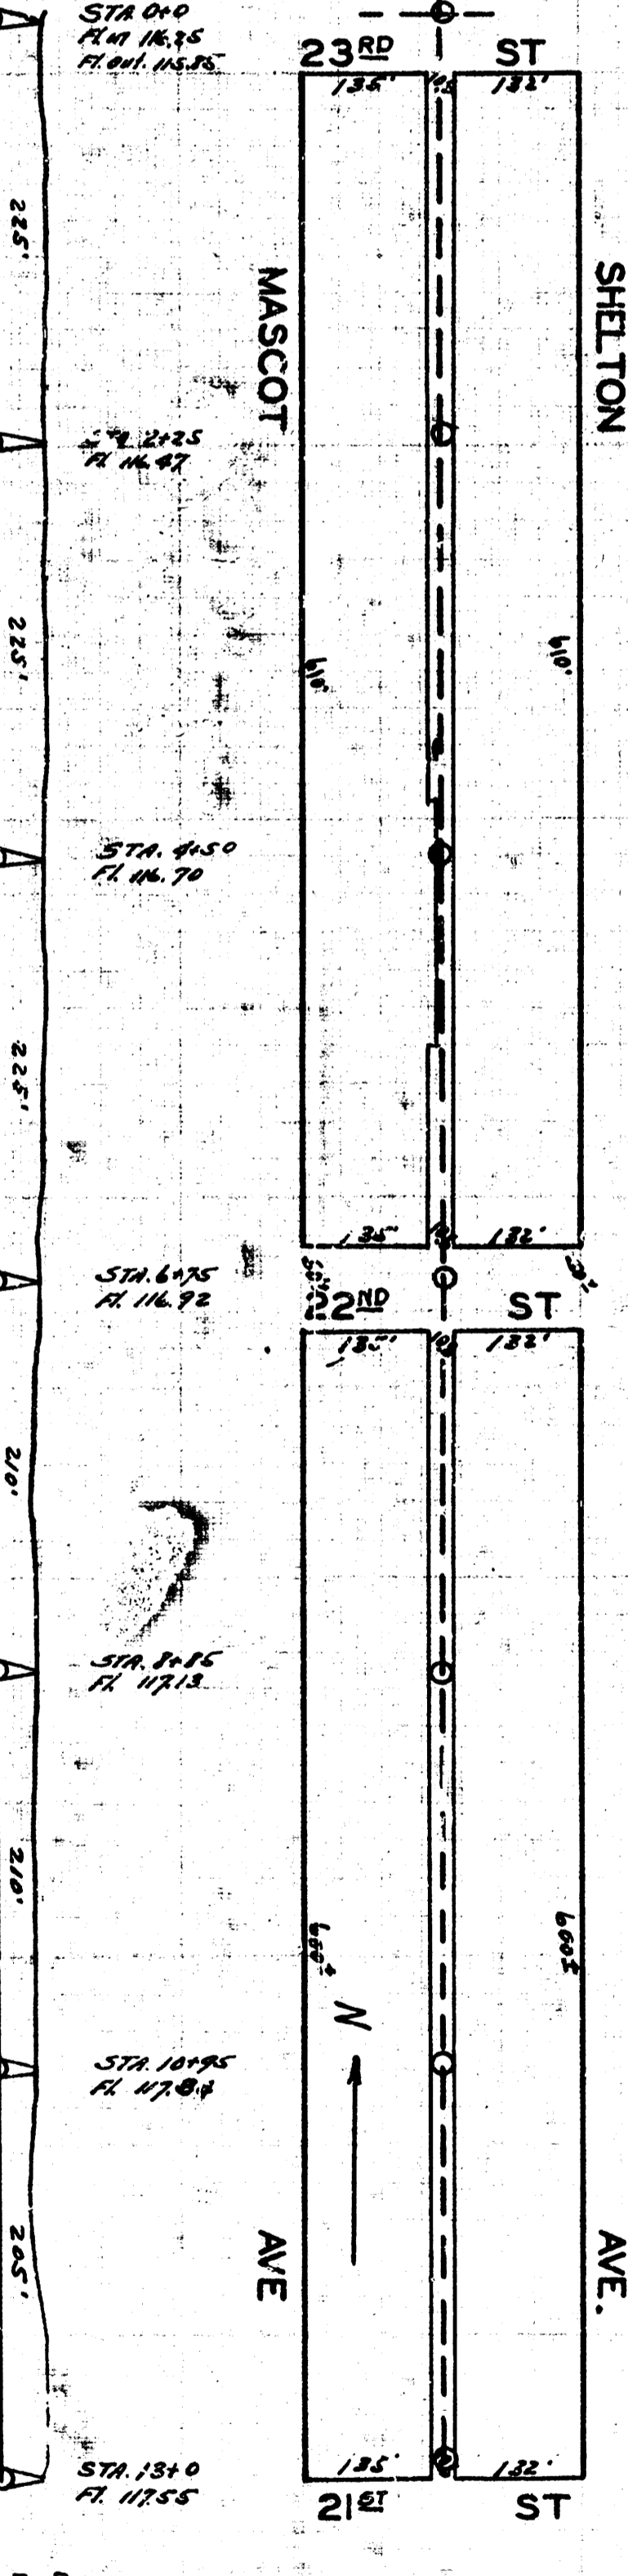 STA 0+0
Fl. in 116.25
Fl. out. 115.85
23RD ST
135' 132'
225'
MASCOT
SHELTON
STA 2+25
Fl. 116.47
225'
610'
610'
STA. 4+50
Fl. 116.70
225'
135' 132'
STA. 6+75
Fl. 116.92
22ND ST
135' 132'
210'
STA. 8+85
Fl. 117.13
210'
600±
600±
N
STA. 10+95
Fl. 117.34
205'
AVE
AVE.
STA. 13+0
Fl. 117.55
135' 132'
21ST ST